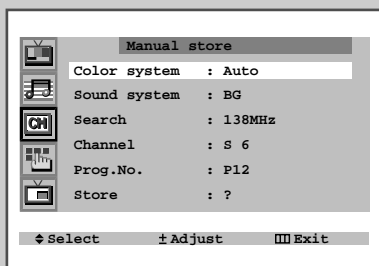 Manual store
Color system : Auto
Sound system : BG
CH Search : 138MHz
Channel : S 6
Prog.No. : P12
Store : ?
Select ± Adjust Exit